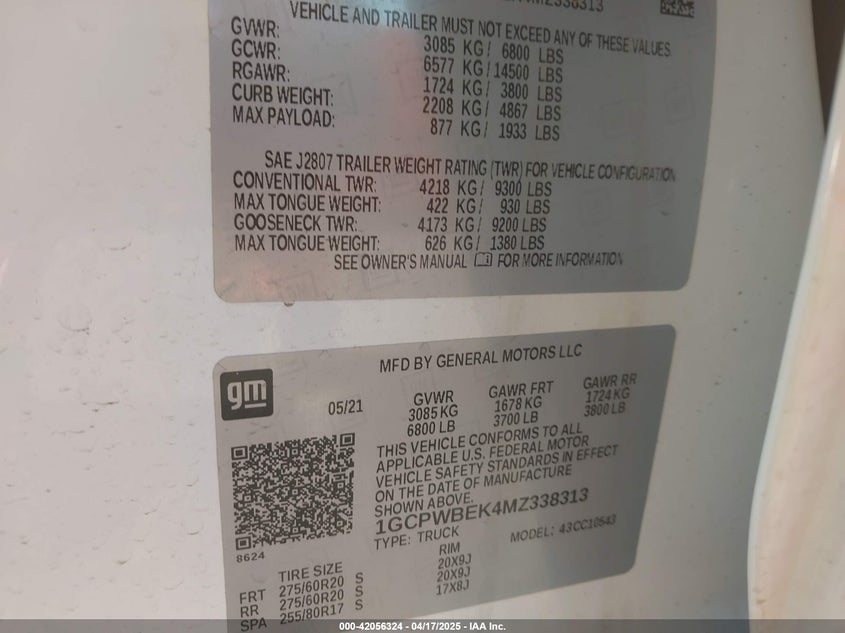 MZ338313
VEHICLE AND TRAILER MUST NOT EXCEED ANY OF THESE VALUES
GVWR: 3085 KG/ 6800 LBS
GCWR: 6577 KG/14500 LBS
RGAWR: 1724 KG/ 3800 LBS
CURB WEIGHT: 2208 KG/ 4867 LBS
MAX PAYLOAD: 877 KG/ 1933 LBS
SAE J2807 TRAILER WEIGHT RATING (TWR) FOR VEHICLE CONFIGURATION
CONVENTIONAL TWR: 4218 KG/ 9300 LBS
MAX TONGUE WEIGHT: 422 KG/ 930 LBS
GOOSENECK TWR: 4173 KG/ 9200 LBS
MAX TONGUE WEIGHT: 626 KG/ 1380 LBS
SEE OWNER'S MANUAL FOR MORE INFORMATION
MFD BY GENERAL MOTORS LLC
gm
05/21
GVWR GAWR FRT GAWR RR
3085 KG 1678 KG 1724 KG
6800 LB 3700 LB 3800 LB
THIS VEHICLE CONFORMS TO ALL
APPLICABLE U.S. FEDERAL MOTOR
VEHICLE SAFETY STANDARDS IN EFFECT
ON THE DATE OF MANUFACTURE
SHOWN ABOVE.
1GCPWBEK4MZ338313
TYPE: TRUCK MODEL: 43CC10543
8624
TIRE SIZE RIM
FRT 275/60R20 S 20X9J
RR 275/60R20 S 20X9J
SPA 255/80R17 S 17X8J
000-42056324 - 04/17/2025 - IAA Inc.